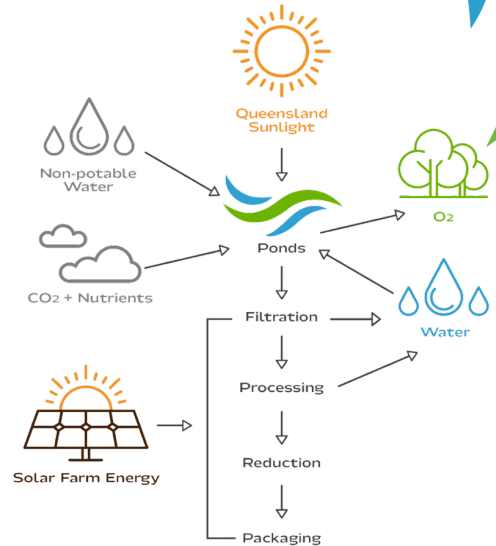 Queensland
Sunlight
Non-potable
Water
O2
Ponds
CO2 + Nutrients
Filtration
Water
Processing
Solar Farm Energy
Reduction
Packaging